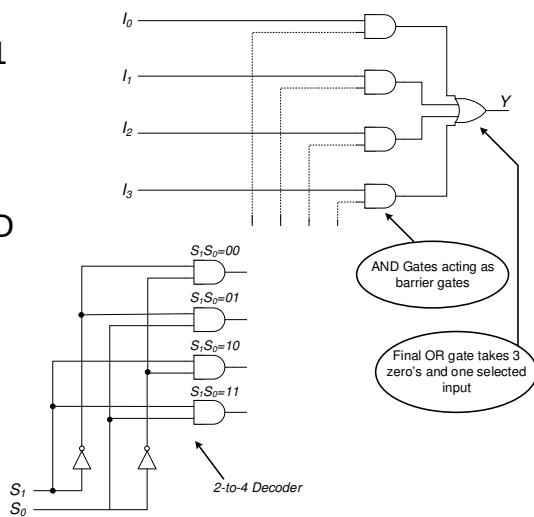 I0
1
I1
Y
I2
I3
D
S1S0=00
AND Gates acting as
barrier gates
S1S0=01
S1S0=10
Final OR gate takes 3
zero's and one selected
input
S1S0=11
S1
2-to-4 Decoder
S0